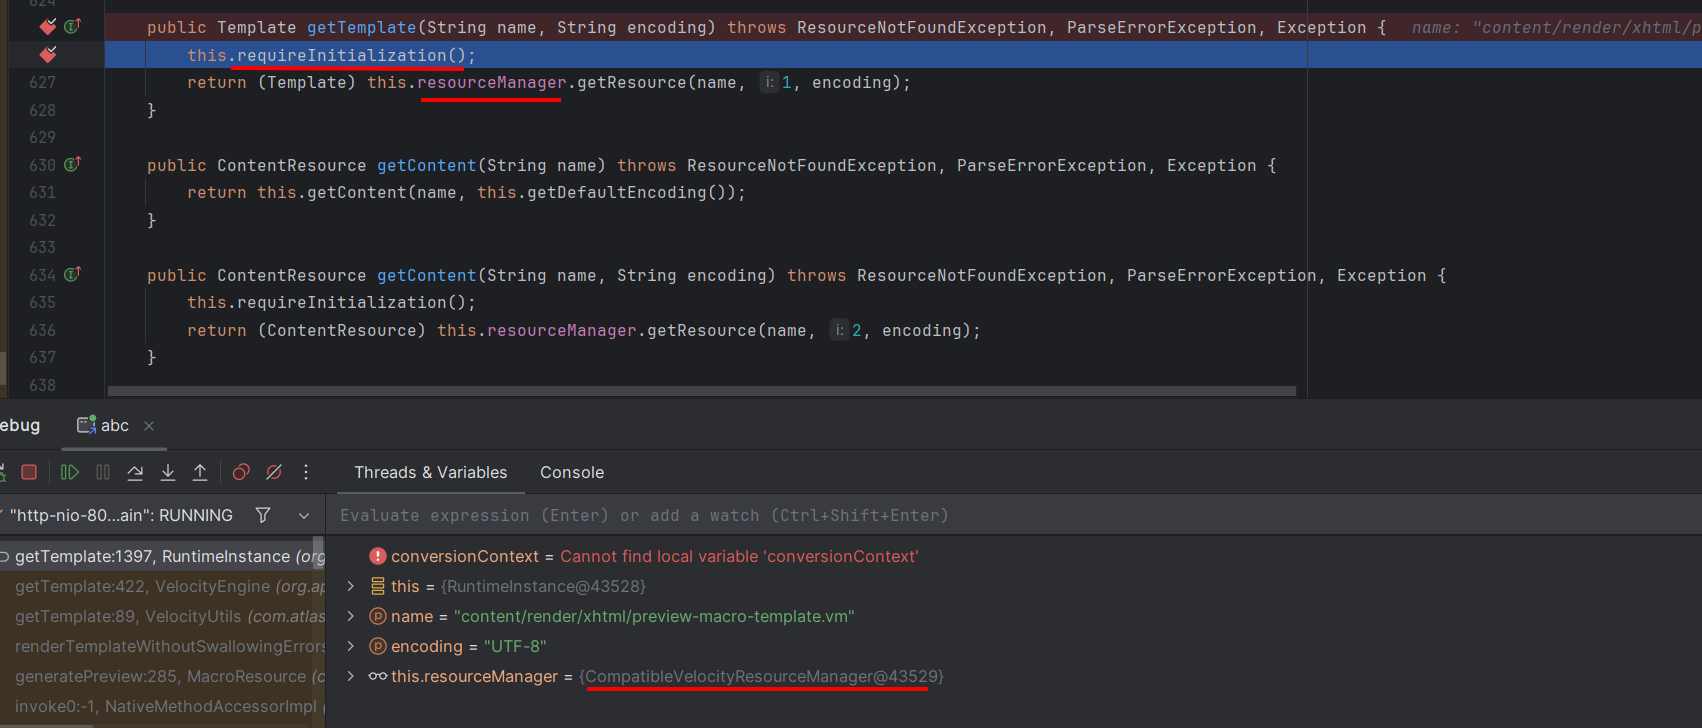 624
public Template getTemplate(String name, String encoding) throws ResourceNotFoundException, ParseErrorException, Exception { name: "content/render/xhtml/p
this.requireInitialization();
627 return (Template) this.resourceManager.getResource(name, i: 1, encoding);
628 }
629
630 public ContentResource getContent(String name) throws ResourceNotFoundException, ParseErrorException, Exception {
631 return this.getContent(name, this.getDefaultEncoding());
632 }
633
634 public ContentResource getContent(String name, String encoding) throws ResourceNotFoundException, ParseErrorException, Exception {
635 this.requireInitialization();
636 return (ContentResource) this.resourceManager.getResource(name, i: 2, encoding);
637 }
638
ebug abc ×
Threads & Variables Console
"http-nio-80...ain": RUNNING Evaluate expression (Enter) or add a watch (Ctrl+Shift+Enter)
getTemplate:1397, RuntimeInstance (org
getTemplate:422, VelocityEngine (org.ap
getTemplate:89, VelocityUtils (com.atlas
renderTemplateWithoutSwallowingErrors
generatePreview:285, MacroResource (c
invoke0:-1, NativeMethodAccessorImpl (
conversionContext = Cannot find local variable 'conversionContext'
this = {RuntimeInstance@43528}
name = "content/render/xhtml/preview-macro-template.vm"
encoding = "UTF-8"
this.resourceManager = {CompatibleVelocityResourceManager@43529}